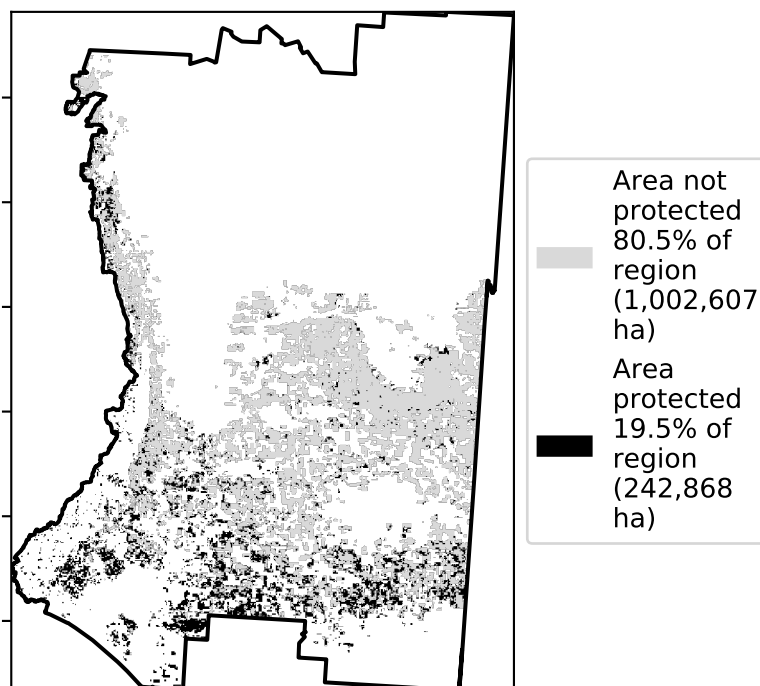 Area not
protected
80.5% of
region
(1,002,607
ha)
Area
protected
19.5% of
region
(242,868
ha)